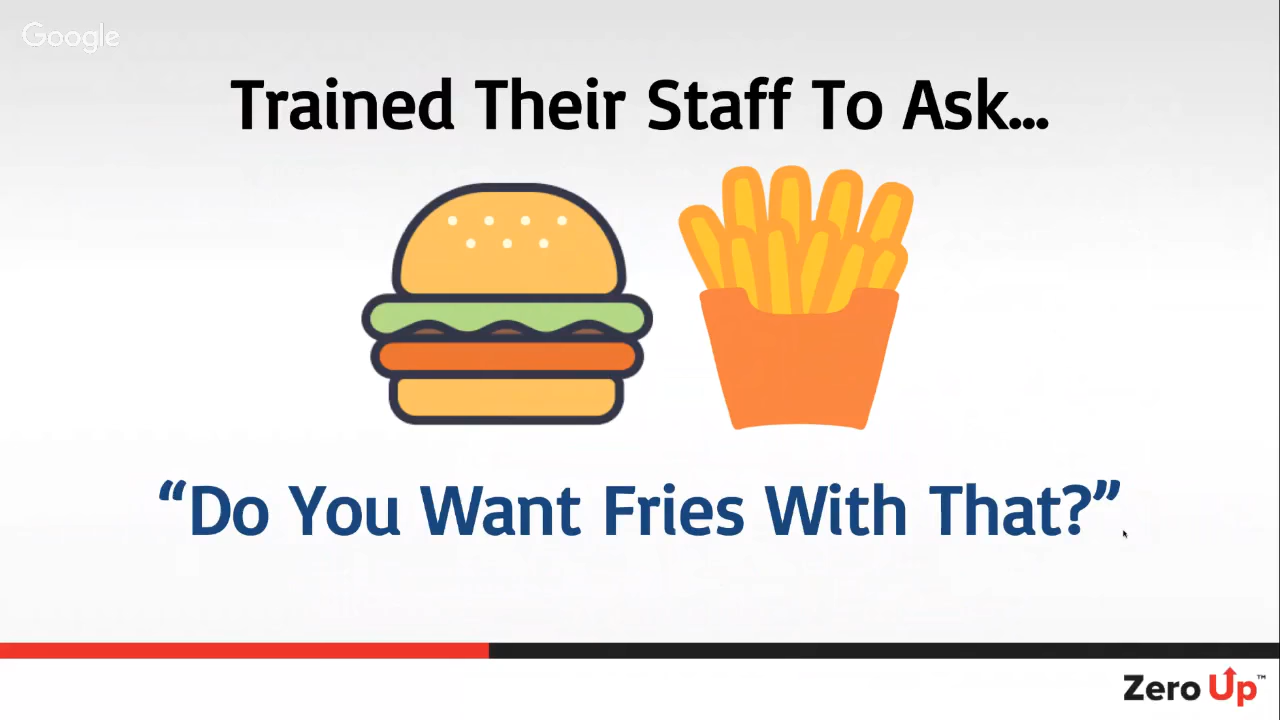 Google
Trained Their Staff To Ask...
“Do You Want Fries With That?”
Zero Up™